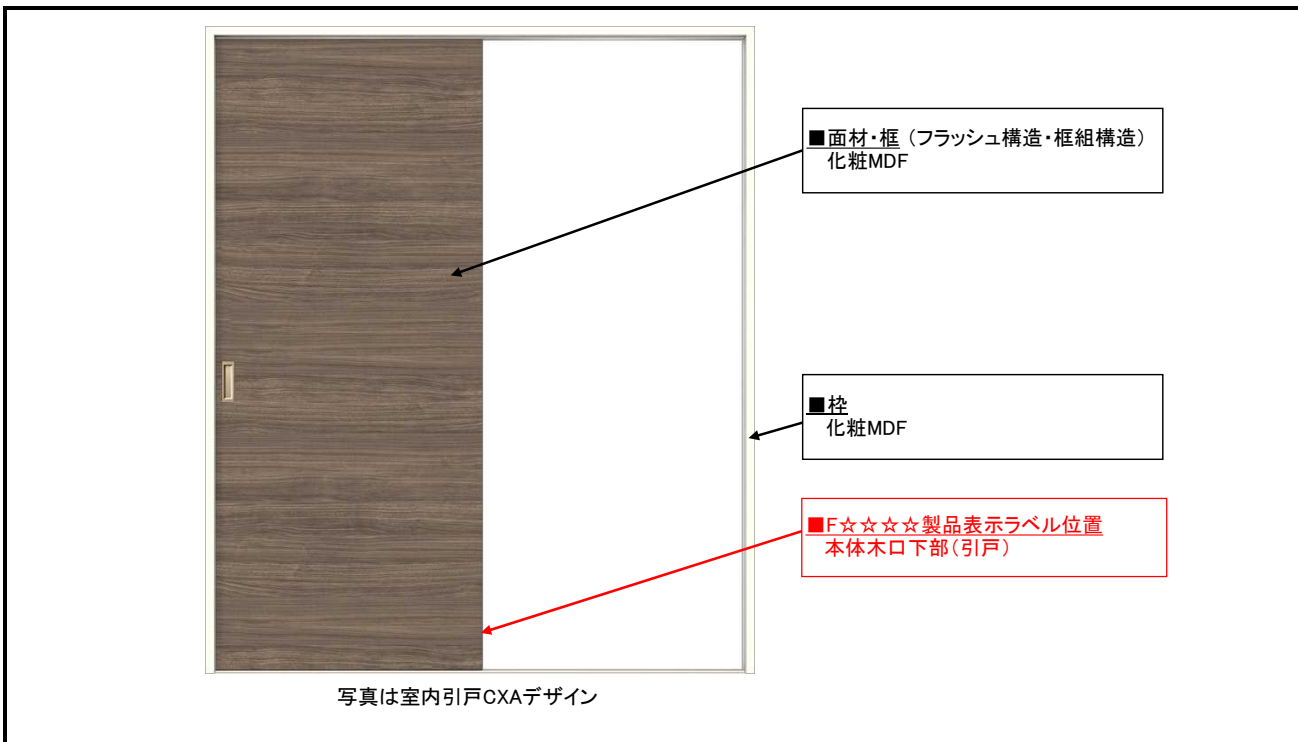 ■面材・框（フラッシュ構造・框組構造）
化粧MDF
■枠
化粧MDF
■F☆☆☆☆製品表示ラベル位置
本体木口下部（引戸）
写真は室内引戸CXAデザイン